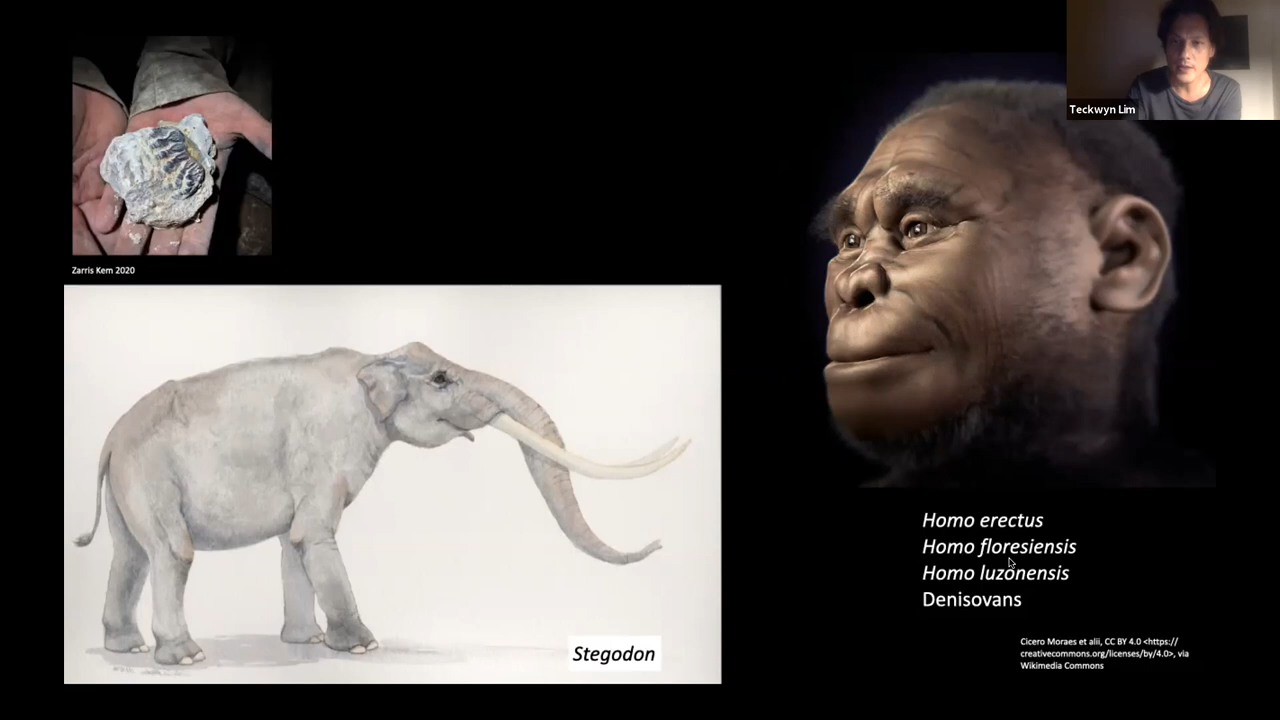 Teckwyn Lim
Zarris Kem 2020
Stegodon
Homo erectus
Homo floresiensis
Homo luzonensis
Denisovans
Cicero Moraes et alii, CC BY 4.0 <https://
creativecommons.org/licenses/by/4.0>, via
Wikimedia Commons